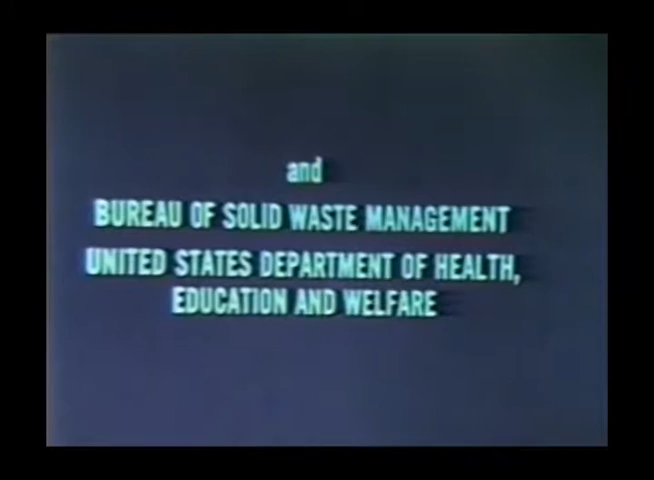 and
BUREAU OF SOLID WASTE MANAGEMENT
UNITED STATES DEPARTMENT OF HEALTH,
EDUCATION AND WELFARE